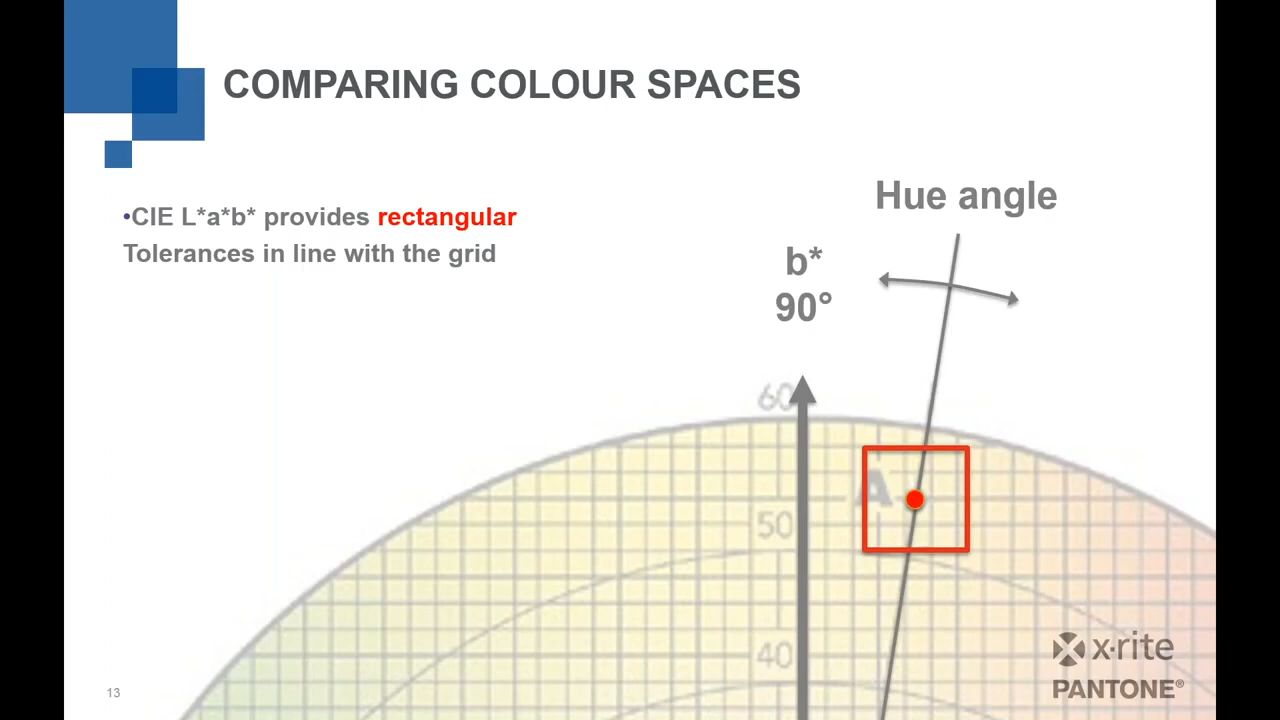 COMPARING COLOUR SPACES
•CIE L*a*b* provides rectangular
Tolerances in line with the grid
Hue angle
b*
90°
60
A
50
40
x·rite
PANTONE®
13